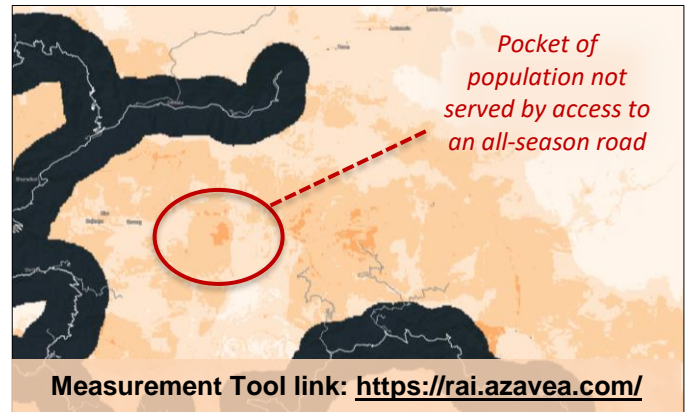 Pocket of
population not
served by access to
an all-season road
Measurement Tool link: https://rai.azavea.com/